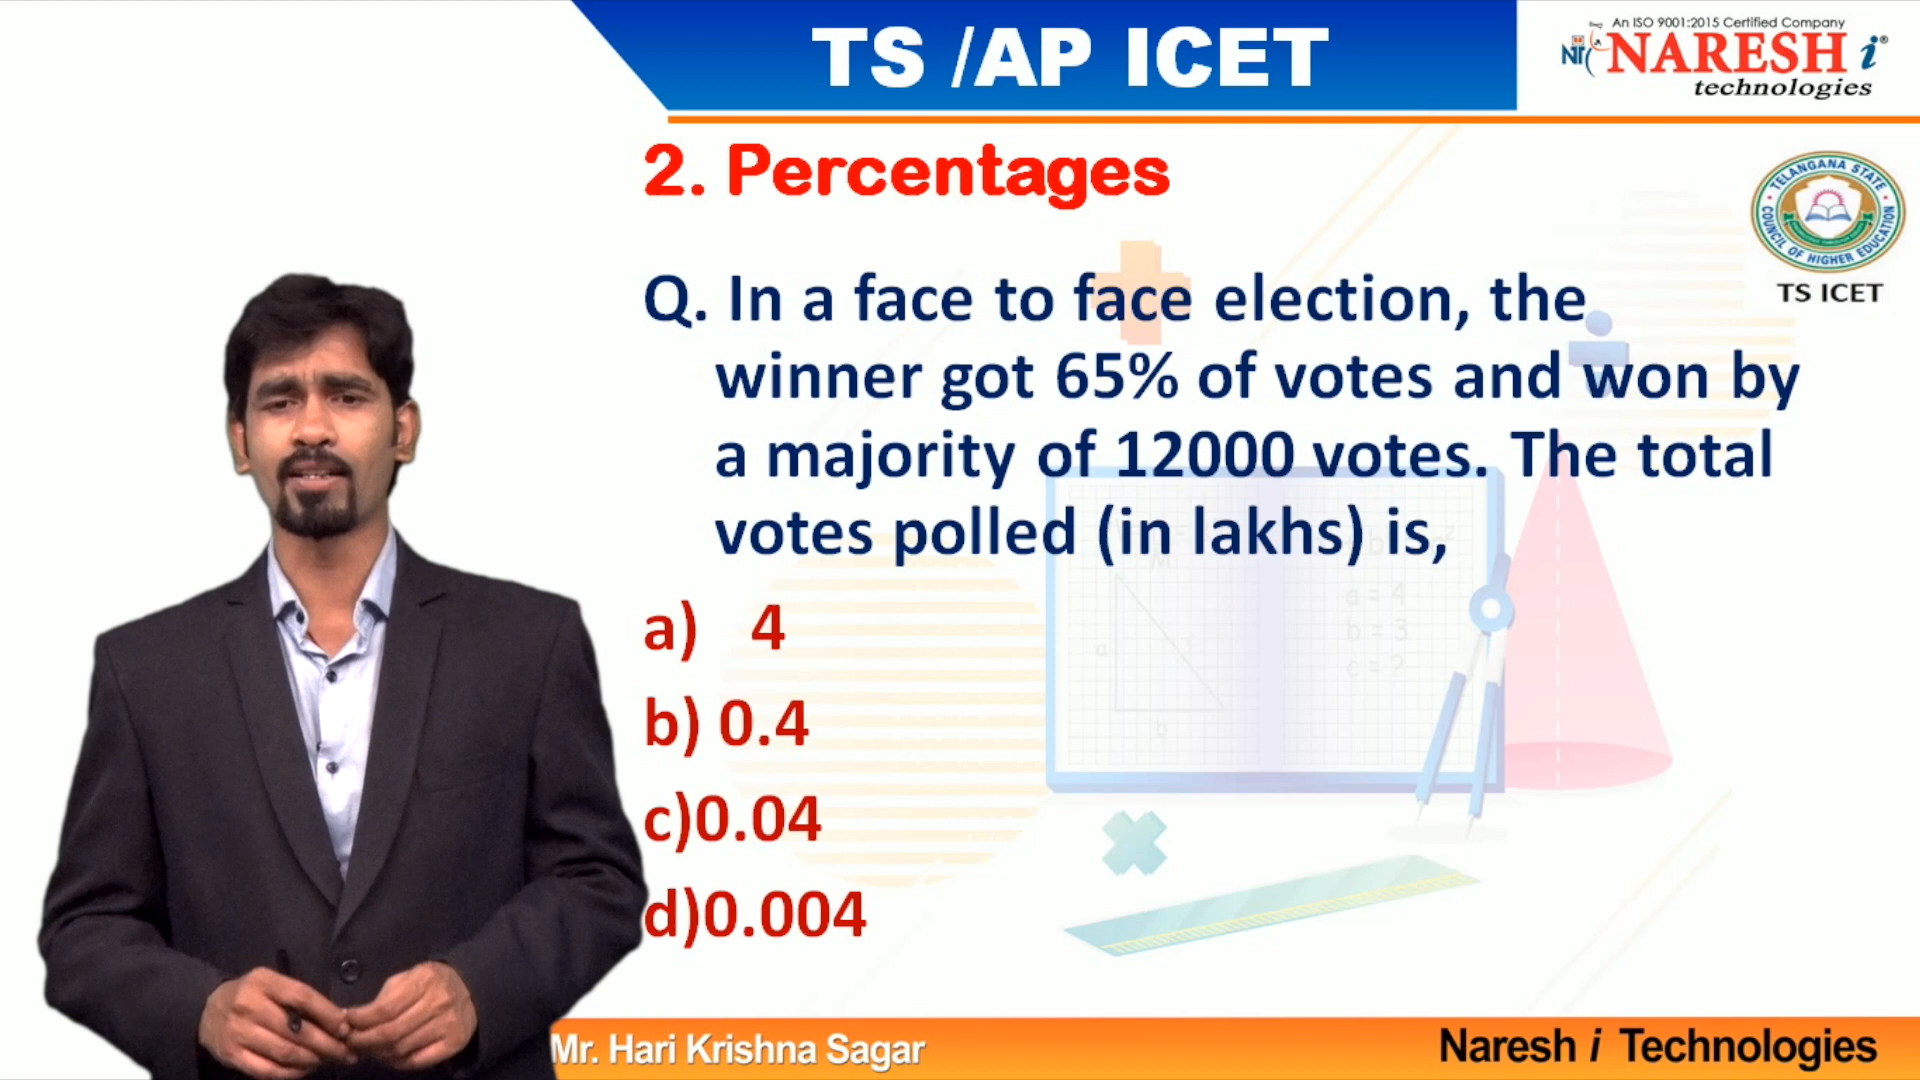 TS /AP ICET
An ISO 9001:2015 Certified Company
NARESH i
technologies
2. Percentages
TELANGANA STATE
COUNCIL OF HIGHER EDUCATION
TS ICET
Q. In a face to face election, the
winner got 65% of votes and won by
a majority of 12000 votes. The total
votes polled (in lakhs) is,
a = 4
b = 3
c = ?
a) 4
b) 0.4
c)0.04
d)0.004
Mr. Hari Krishna Sagar
Naresh i Technologies